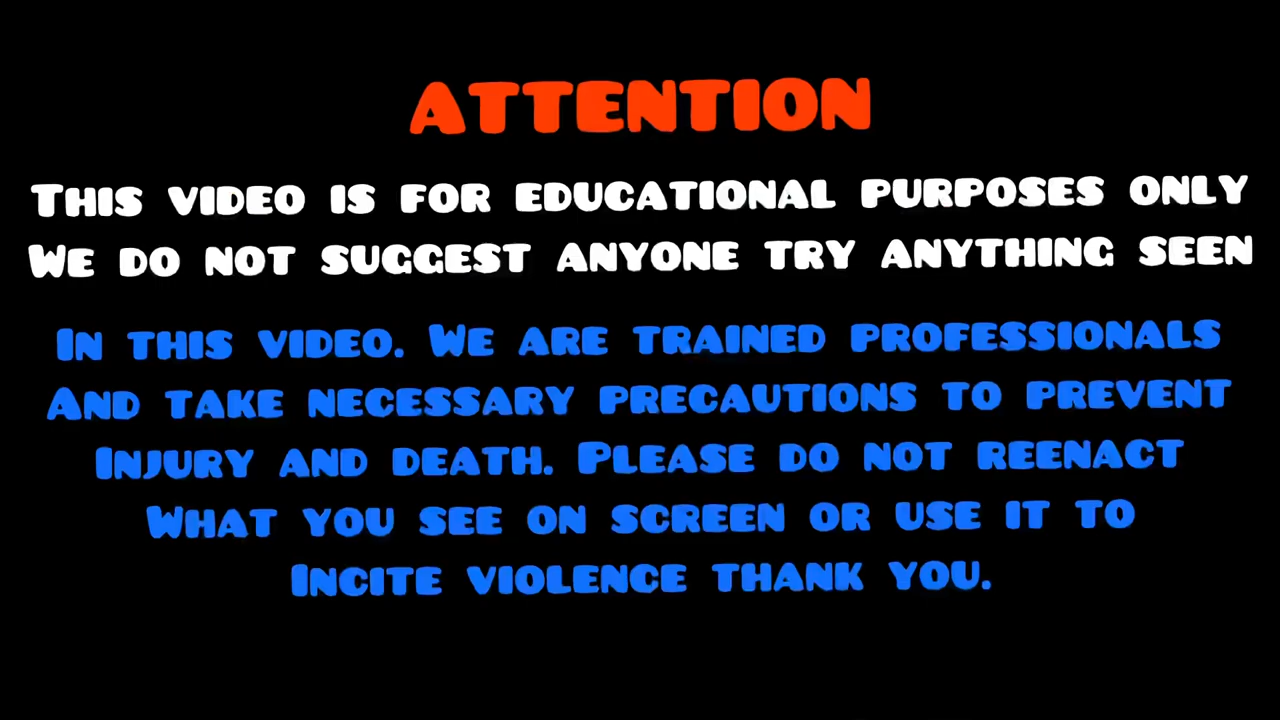 ATTENTION
THIS VIDEO IS FOR EDUCATIONAL PURPOSES ONLY
WE DO NOT SUGGEST ANYONE TRY ANYTHING SEEN
IN THIS VIDEO. WE ARE TRAINED PROFESSIONALS
AND TAKE NECESSARY PRECAUTIONS TO PREVENT
INJURY AND DEATH. PLEASE DO NOT REENACT
WHAT YOU SEE ON SCREEN OR USE IT TO
INCITE VIOLENCE THANK YOU.